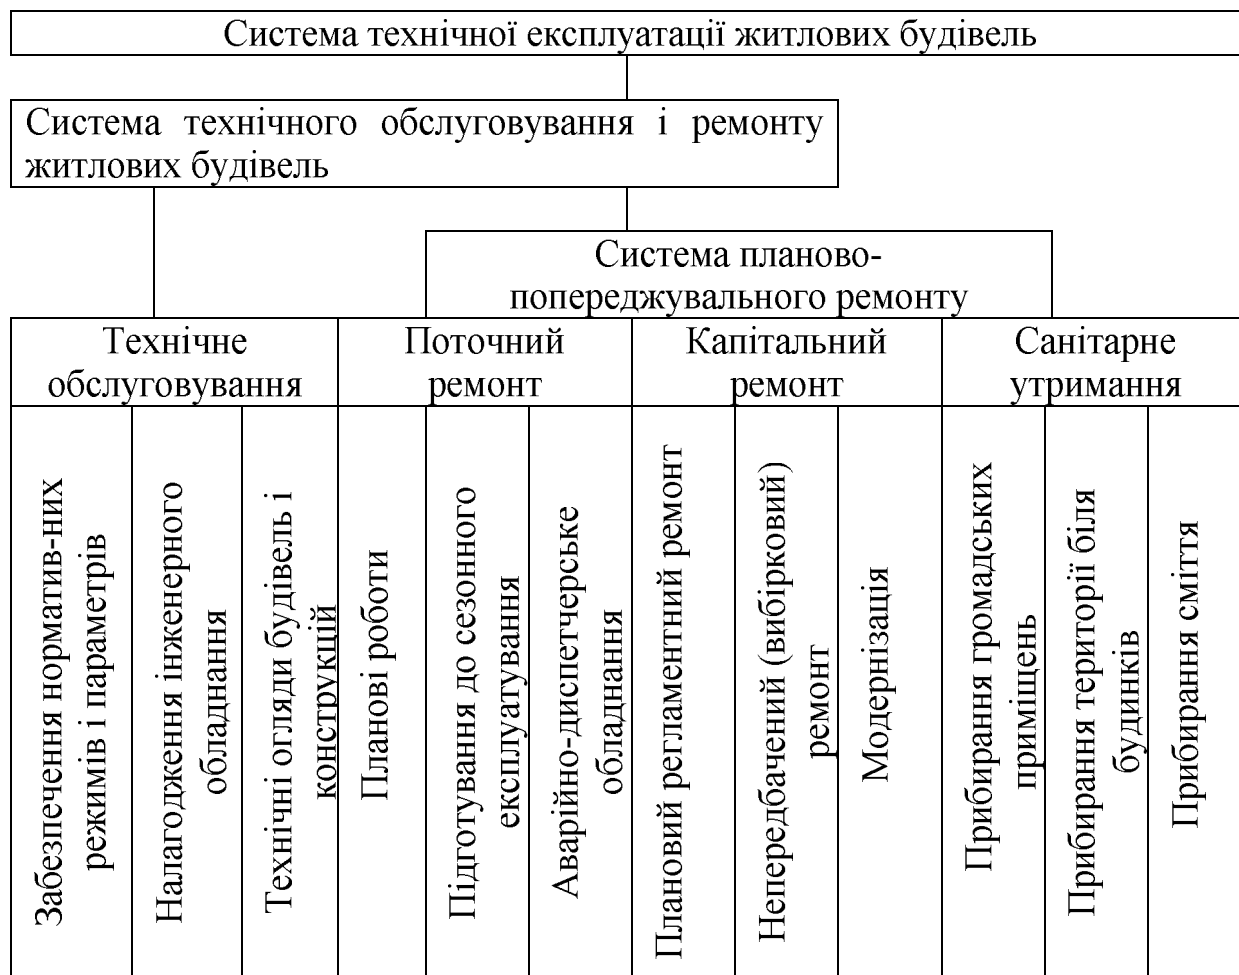 Система технічної експлуатації житлових будівель
Система технічного обслуговування і ремонту
житлових будівель
Система планово-
попереджувального ремонту
Технічне
обслуговування
Поточний
ремонт
Капітальний
ремонт
Санітарне
утримання
Забезпечення норматив-них
режимів і параметрів
Налагодження інженерного
обладнання
Технічні огляди будівель і
конструкцій
Планові роботи
Підготування до сезонного
експлуатування
Аварійно-диспетчерське
обладнання
Плановий регламентний ремонт
Непередбачений (вибірковий)
ремонт
Модернізація
Прибирання громадських
приміщень
Прибирання території біля
будинків
Прибирання сміття